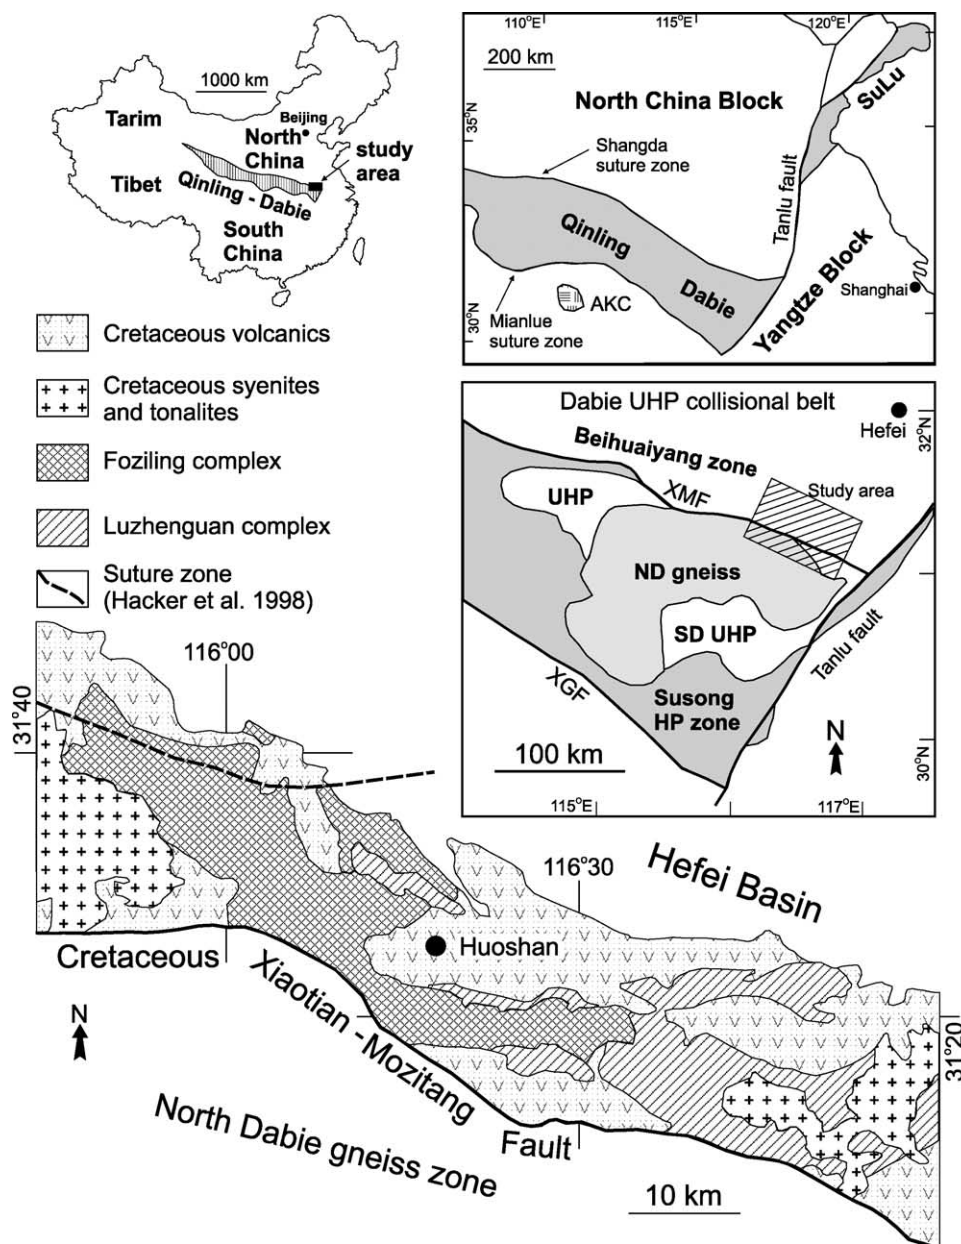 1000 km
Tarim
Beijing
North
China
study
area
Tibet
Qinling - Dabie
South
China
110°E
115°E
120°E
200 km
North China Block
SuLu
35°N
Shangda
suture zone
Tanlu fault
Qinling
Dabie
Yangtze Block
Shanghai
AKC
30°N
Mianlue
suture zone
Cretaceous volcanics
Cretaceous syenites
and tonalites
Foziling complex
Luzhenguan complex
Suture zone
(Hacker et al. 1998)
Dabie UHP collisional belt
Hefei
32°N
Beihuaiyang zone
UHP
XMF
Study area
ND gneiss
SD UHP
Tanlu fault
XGF
Susong
HP zone
N
100 km
30°N
115°E
117°E
116°00
31°40
116°30
Hefei Basin
Huoshan
Cretaceous
Xiaotian - Mozitang
Fault
N
31°20
North Dabie gneiss zone
10 km